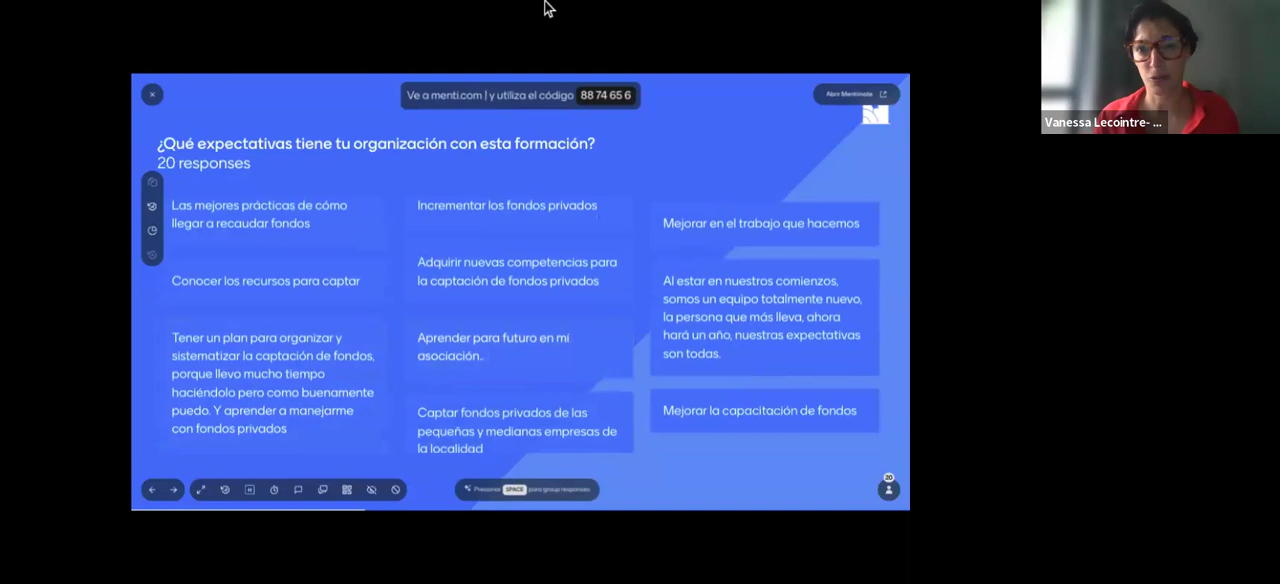 Ve a menti.com | y utiliza el código 88 74 65 6
Abrir Mentimote
¿Qué expectativas tiene tu organización con esta formación?
20 responses
Las mejores prácticas de cómo
llegar a recaudar fondos
Conocer los recursos para captar
Tener un plan para organizar y
sistematizar la captación de fondos,
porque llevo mucho tiempo
haciéndolo pero como buenamente
puedo. Y aprender a manejarme
con fondos privados
Incrementar los fondos privados
Adquirir nuevas competencias para
la captación de fondos privados
Aprender para futuro en mi
asociación..
Captar fondos privados de las
pequeñas y medianas empresas de
la localidad
Mejorar en el trabajo que hacemos
Al estar en nuestros comienzos,
somos un equipo totalmente nuevo,
la persona que más lleva, ahora
hará un año, nuestras expectativas
son todas.
Mejorar la capacitación de fondos
SPACE para group responses
20
Vanessa Lecointre- ...